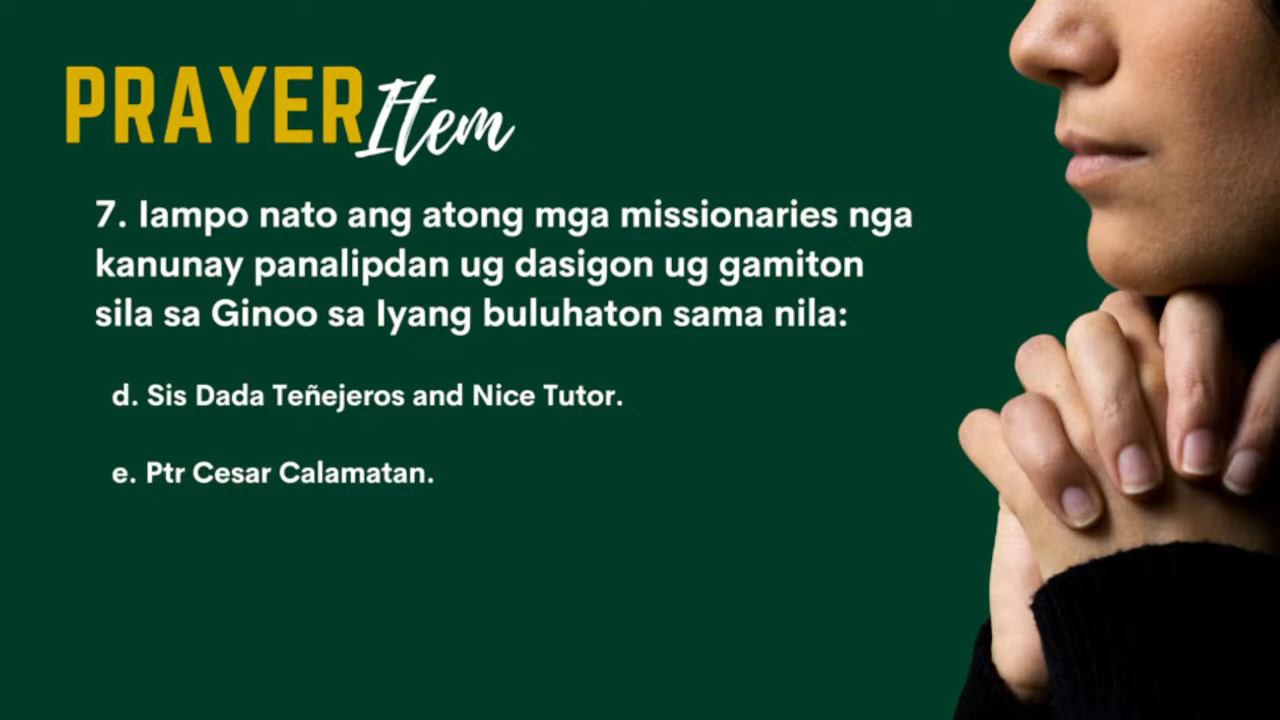 PRAYER Item
7. Iampo nato ang atong mga missionaries nga
kanunay panalipdan ug dasigon ug gamiton
sila sa Ginoo sa Iyang buluhaton sama nila:
d. Sis Dada Teñejeros and Nice Tutor.
e. Ptr Cesar Calamatan.